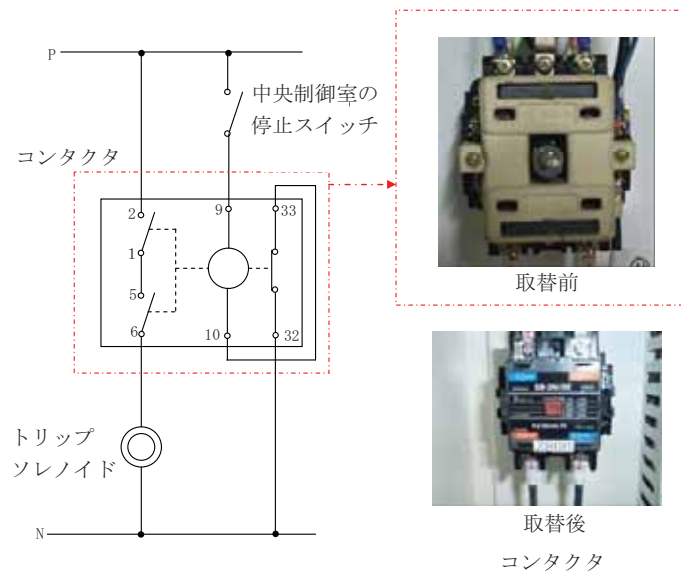 P
中央制御室の
停止スイッチ
コンタクタ
2
9
33
1
5
6
10
32
トリップ
ソレノイド
N
取替前
取替後
コンタクタ